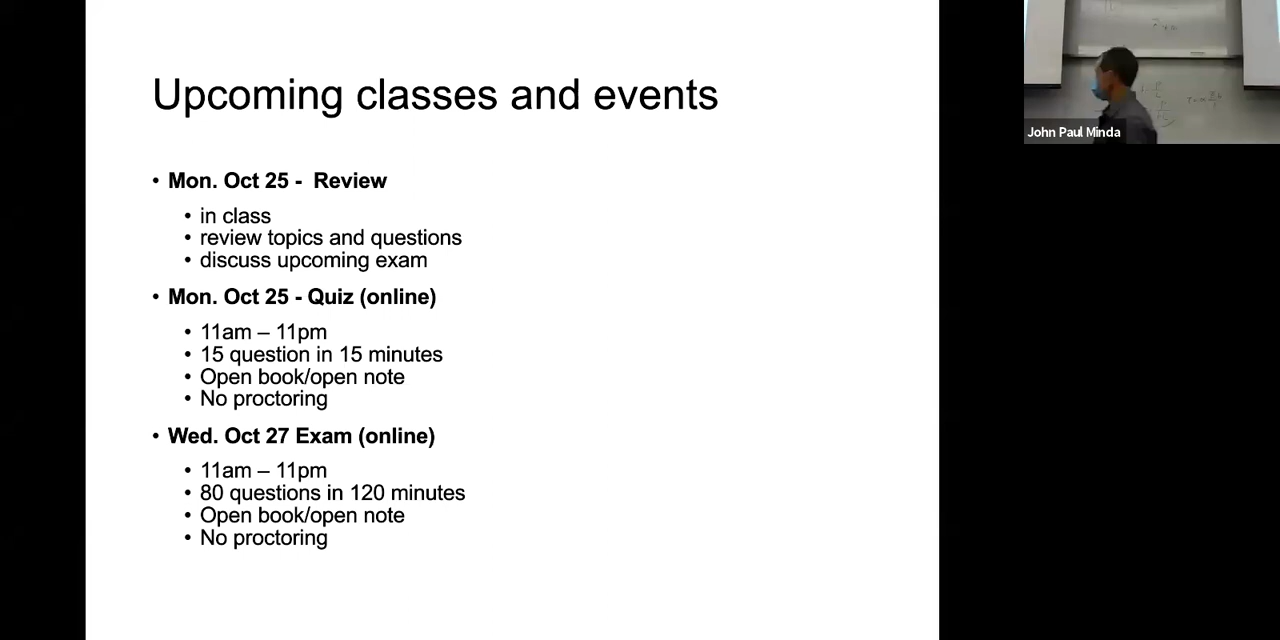 Upcoming classes and events
• Mon. Oct 25 - Review
• in class
• review topics and questions
• discuss upcoming exam
• Mon. Oct 25 - Quiz (online)
• 11am – 11pm
• 15 question in 15 minutes
• Open book/open note
• No proctoring
• Wed. Oct 27 Exam (online)
• 11am – 11pm
• 80 questions in 120 minutes
• Open book/open note
• No proctoring
John Paul Minda